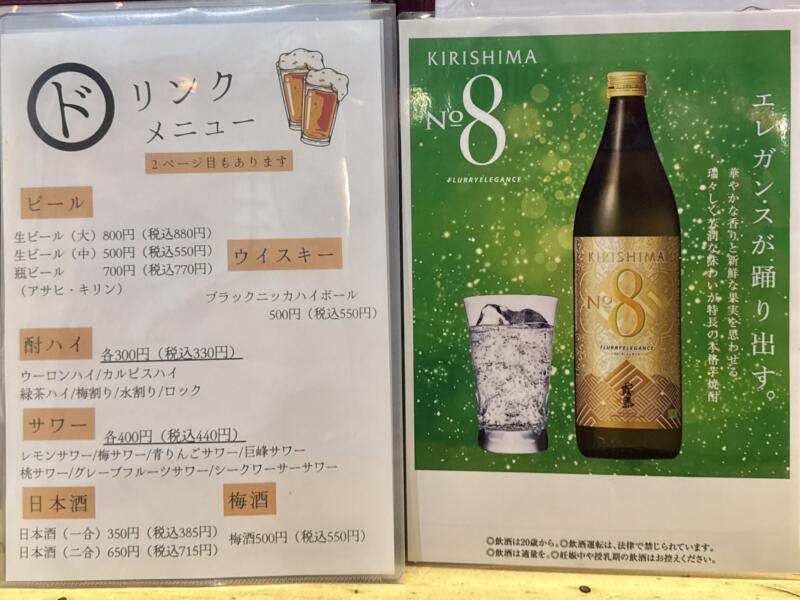 ドリンク
メニュー
2ページ目もあります
ビール
生ビール（大）800円（税込880円）
生ビール（中）500円（税込550円）
瓶ビール 700円（税込770円）
（アサヒ・キリン）
ウイスキー
ブラックニッカハイボール
500円（税込550円）
酎ハイ
各300円（税込330円）
ウーロンハイ/カルピスハイ
緑茶ハイ/梅割り/水割り/ロック
サワー
各400円（税込440円）
レモンサワー/梅サワー/青りんごサワー/巨峰サワー
桃サワー/グレープフルーツサワー/シークワーサーサワー
日本酒
日本酒（一合）350円（税込385円）
日本酒（二合）650円（税込715円）
梅酒
梅酒500円（税込550円）
KIRISHIMA
No8
FLURRYELEGANCE
エレガンスが踊り出す。
華やかな香りと新鮮な果実を思わせる
瑞々しく芳潤な味わいが特長の本格芋焼酎
KIRISHIMA
No8
FLURRYELEGANCE
霧島
◎飲酒は20歳から。◎飲酒運転は、法律で禁じられています。
◎飲酒は適量を。◎妊娠中や授乳期の飲酒はお控えください。